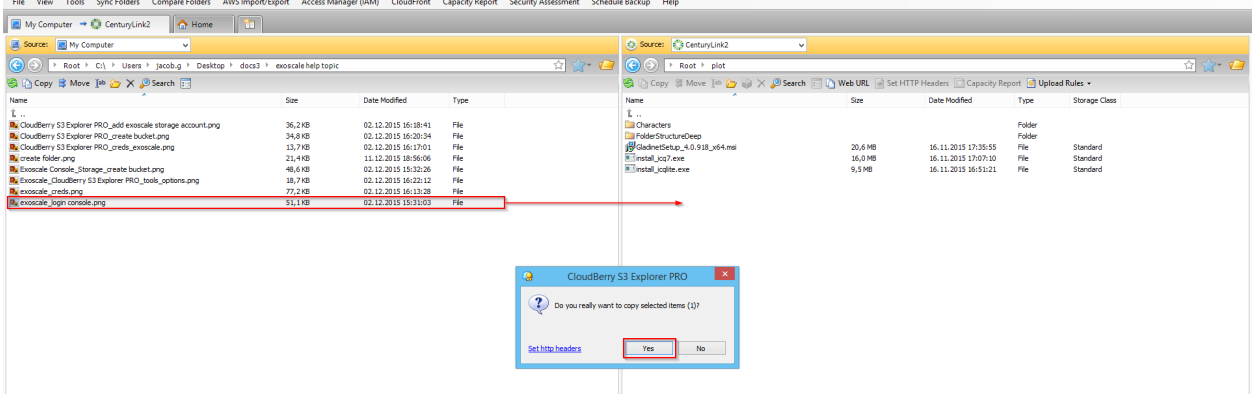 File View Tools Sync Folders Compare Folders AWS Import/Export Access Manager (IAM) CloudFront Capacity Report Security Assessment Schedule Backup Help
My Computer CenturyLink2 Home
Source: My Computer
Root C:\ Users jacob.g Desktop docs3 exoscale help topic
Copy Move Search
Name Size Date Modified Type
..
CloudBerry S3 Explorer PRO_add exoscale storage account.png 36,2 KB 02.12.2015 16:18:41 File
CloudBerry S3 Explorer PRO_create bucket.png 34,8 KB 02.12.2015 16:20:34 File
CloudBerry S3 Explorer PRO_creds_exoscale.png 13,7 KB 02.12.2015 16:17:01 File
create folder.png 21,4 KB 11.12.2015 18:56:06 File
Exoscale Console_Storage_create bucket.png 48,6 KB 02.12.2015 15:32:26 File
Exoscale_CloudBerry S3 Explorer PRO_tools_options.png 18,7 KB 02.12.2015 16:22:12 File
exoscale_creds.png 77,2 KB 02.12.2015 16:13:28 File
exoscale_login console.png 51,1 KB 02.12.2015 15:31:03 File
Source: CenturyLink2
Root plot
Copy Move Search Web URL Set HTTP Headers Capacity Report Upload Rules
Name Size Date Modified Type Storage Class
..
Characters Folder
FolderStructureDeep Folder
GladinetSetup_4.0.918_x64.msi 20,6 MB 16.11.2015 17:35:55 File Standard
install_icq7.exe 16,0 MB 16.11.2015 17:07:10 File Standard
install_icqlite.exe 9,5 MB 16.11.2015 16:51:21 File Standard
CloudBerry S3 Explorer PRO
Do you really want to copy selected items (1)?
Set http headers Yes No